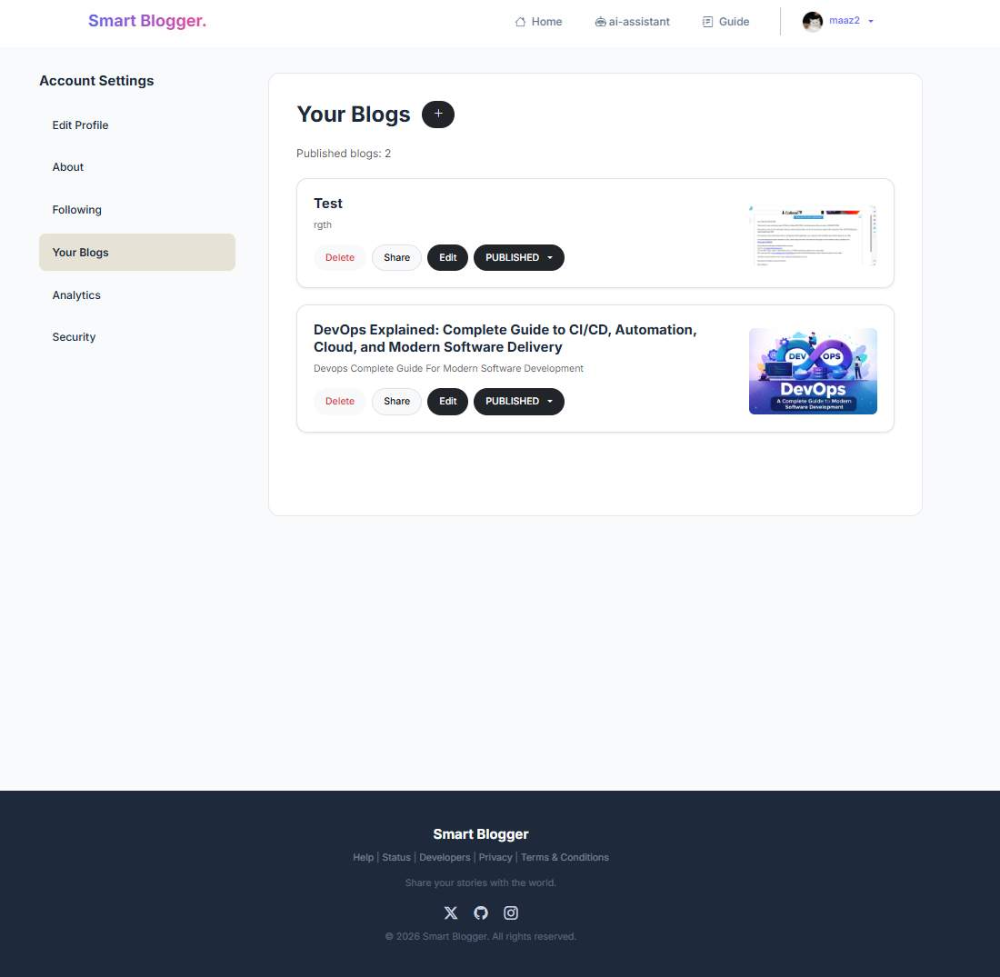 Smart Blogger.
Home
ai-assistant
Guide
maaz2
Account Settings
Edit Profile
About
Following
Your Blogs
Analytics
Security
Your Blogs +
Published blogs: 2
Test
rgth
Delete
Share
Edit
PUBLISHED
DevOps Explained: Complete Guide to CI/CD, Automation,
Cloud, and Modern Software Delivery
Devops Complete Guide For Modern Software Development
Delete
Share
Edit
PUBLISHED
DEV OPS
DevOps
A Complete Guide to Modern
Software Development
Smart Blogger
Help | Status | Developers | Privacy | Terms & Conditions
Share your stories with the world.
© 2026 Smart Blogger. All rights reserved.